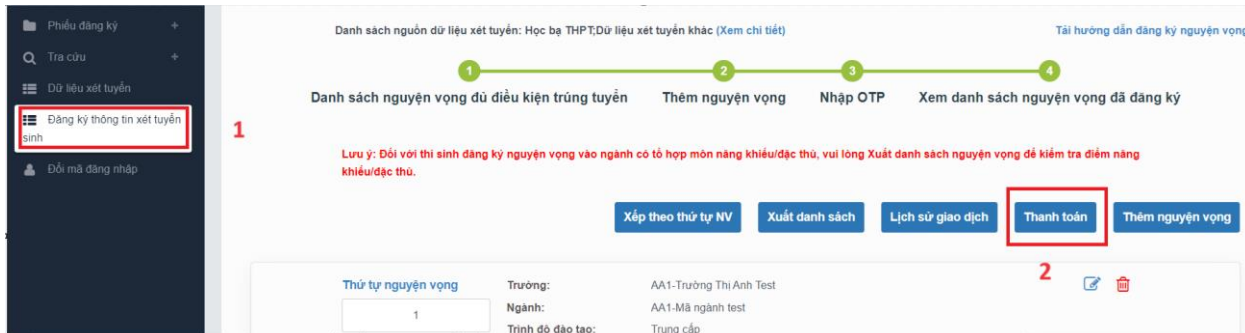 Phiếu đăng ký +
Tra cứu +
Dữ liệu xét tuyển
Đăng ký thông tin xét tuyển
sinh
Đổi mã đăng nhập
1
Danh sách nguồn dữ liệu xét tuyển: Học bạ THPT;Dữ liệu xét tuyển khác (Xem chi tiết)
Tải hướng dẫn đăng ký nguyện vọng
1 2 3 4
Danh sách nguyện vọng đủ điều kiện trúng tuyển Thêm nguyện vọng Nhập OTP Xem danh sách nguyện vọng đã đăng ký
Lưu ý: Đối với thí sinh đăng ký nguyện vọng vào ngành có tổ hợp môn năng khiếu/đặc thù, vui lòng Xuất danh sách nguyện vọng để kiểm tra điểm năng
khiếu/đặc thù.
Xếp theo thứ tự NV Xuất danh sách Lịch sử giao dịch Thanh toán Thêm nguyện vọng
2
Thứ tự nguyện vọng Trường: AA1-Trường Thị Anh Test
1 Ngành: AA1-Mã ngành test
Trình độ đào tạo: Trung cấp